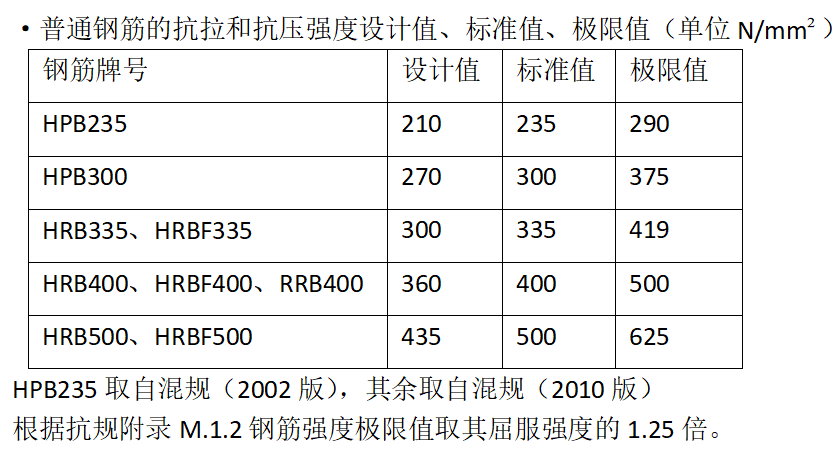 ·普通钢筋的抗拉和抗压强度设计值、标准值、极限值（单位 N/mm²）
钢筋牌号 设计值 标准值 极限值
HPB235 210 235 290
HPB300 270 300 375
HRB335、HRBF335 300 335 419
HRB400、HRBF400、RRB400 360 400 500
HRB500、HRBF500 435 500 625
HPB235 取自混规（2002 版），其余取自混规（2010 版）
根据抗规附录 M.1.2 钢筋强度极限值取其屈服强度的 1.25 倍。